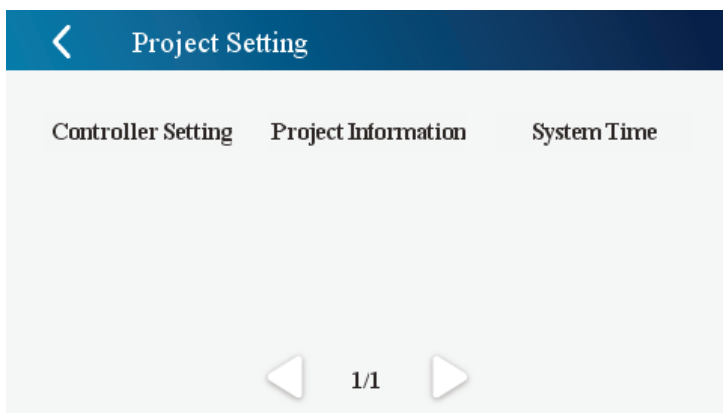 Project Setting
Controller Setting Project Information System Time
1/1